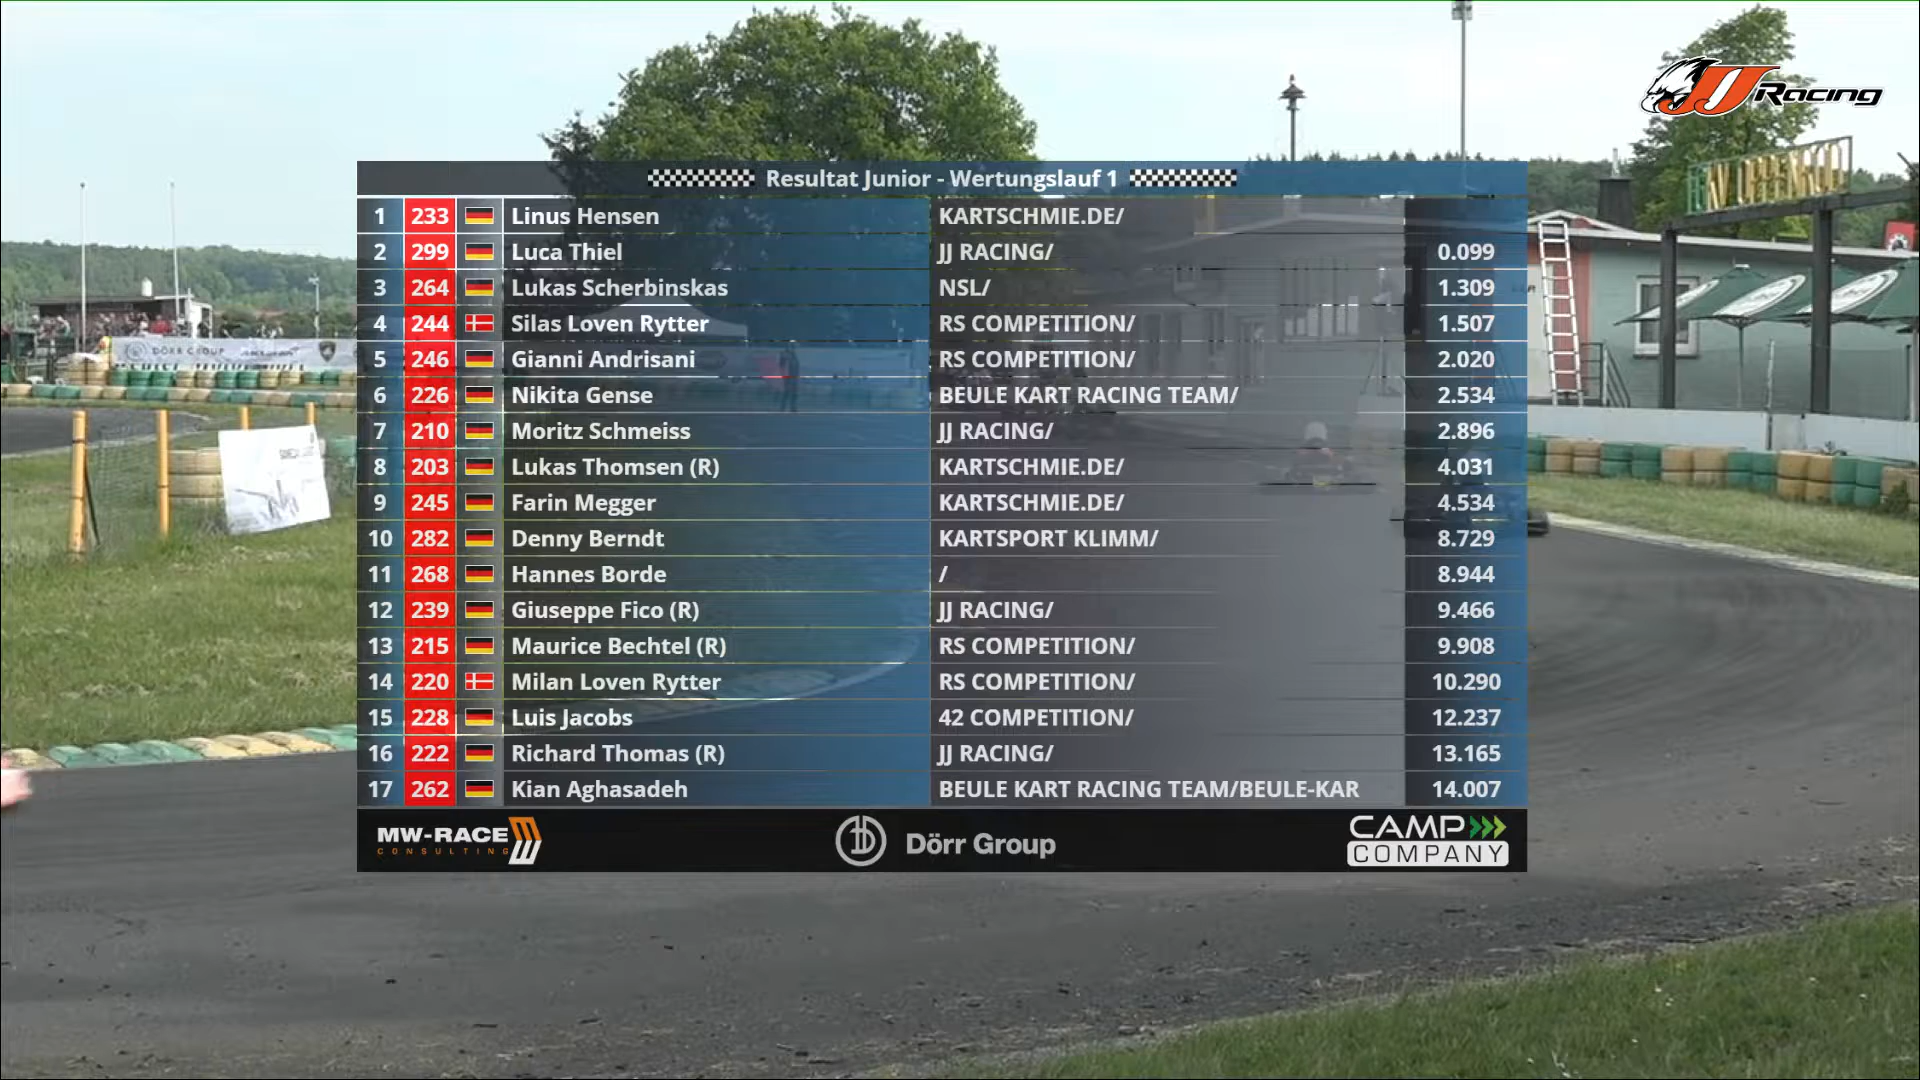 JJ Racing
Resultat Junior - Wertungslauf 1
1 233 Linus Hensen KARTSCHMIE.DE/
2 299 Luca Thiel JJ RACING/ 0.099
3 264 Lukas Scherbinskas NSL/ 1.309
4 244 Silas Loven Rytter RS COMPETITION/ 1.507
5 246 Gianni Andrisani RS COMPETITION/ 2.020
6 226 Nikita Gense BEULE KART RACING TEAM/ 2.534
7 210 Moritz Schmeiss JJ RACING/ 2.896
8 203 Lukas Thomsen (R) KARTSCHMIE.DE/ 4.031
9 245 Farin Megger KARTSCHMIE.DE/ 4.534
10 282 Denny Berndt KARTSPORT KLIMM/ 8.729
11 268 Hannes Borde / 8.944
12 239 Giuseppe Fico (R) JJ RACING/ 9.466
13 215 Maurice Bechtel (R) RS COMPETITION/ 9.908
14 220 Milan Loven Rytter RS COMPETITION/ 10.290
15 228 Luis Jacobs 42 COMPETITION/ 12.237
16 222 Richard Thomas (R) JJ RACING/ 13.165
17 262 Kian Aghasadeh BEULE KART RACING TEAM/BEULE-KAR 14.007
MW-RACE
CONSULTING
Dörr Group
CAMP
COMPANY
DÖRR GROUP